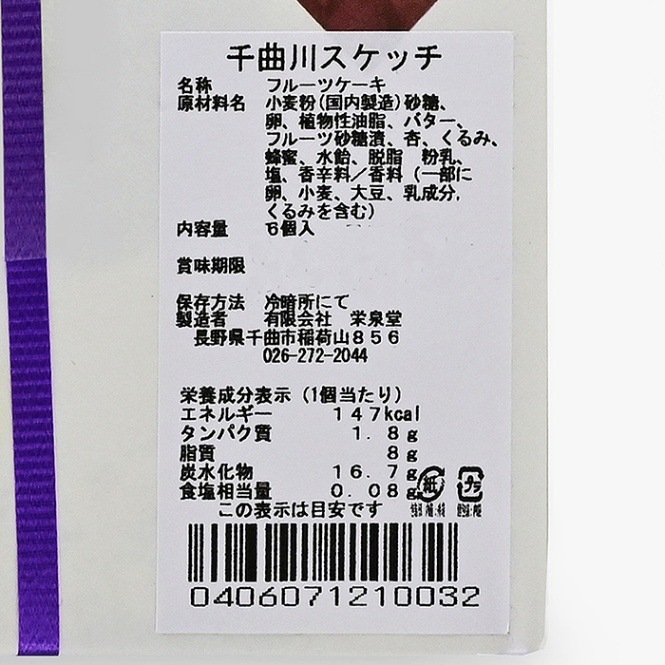 千曲川スケッチ
名称 フルーツケーキ
原材料名 小麦粉(国内製造)砂糖、
卵、植物性油脂、バター、
フルーツ砂糖漬、杏、くるみ、
蜂蜜、水飴、脱脂 粉乳、
塩、香辛料／香料 (一部に
卵、小麦、大豆、乳成分,
くるみを含む)
内容量 6個入
賞味期限
保存方法 冷暗所にて
製造者 有限会社 栄泉堂
長野県千曲市稲荷山８５６
026-272-2044
栄養成分表示 (1個当たり)
エネルギー １４７kcal
タンパク質 １．８g
脂質 ８g
炭水化物 １６．７g
食塩相当量 ０．０８g
紙 プラ
この表示は目安です
0406071210032